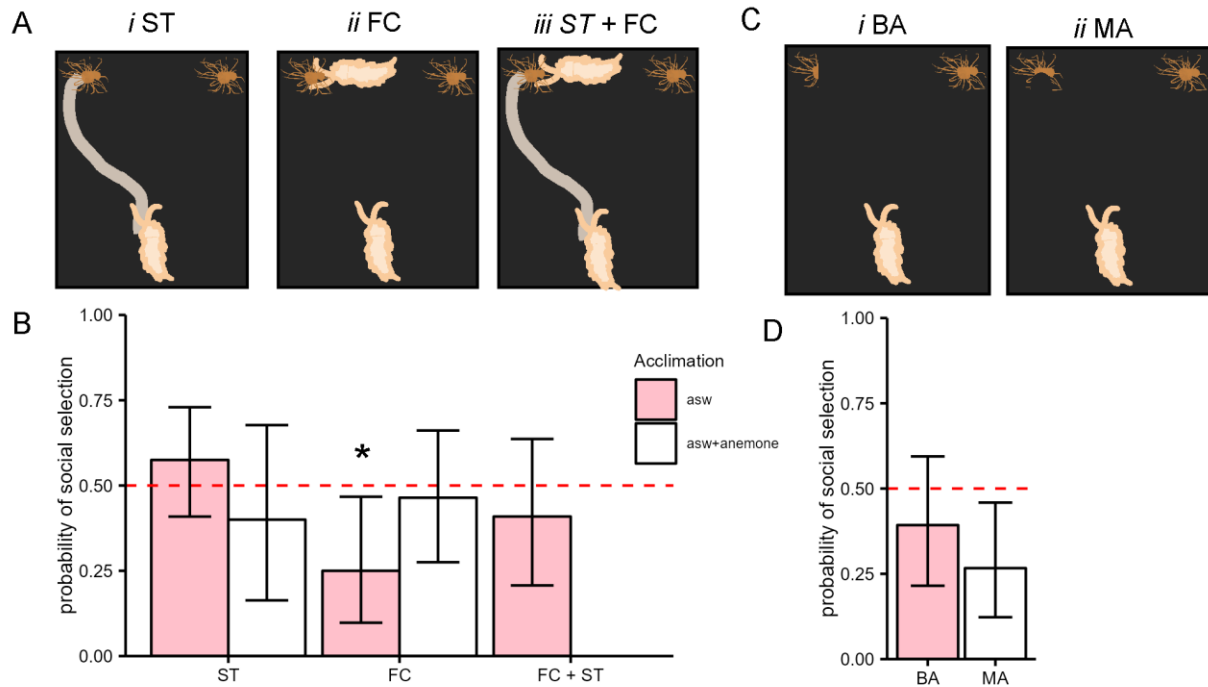 A
i ST
ii FC
iii ST + FC
C
i BA
ii MA
B
probability of social selection
1.00
0.75
0.50
0.25
0.00
*
ST
FC
FC + ST
Acclimation
asw
asw+anemone
D
probability of social selection
1.00
0.75
0.50
0.25
0.00
BA
MA